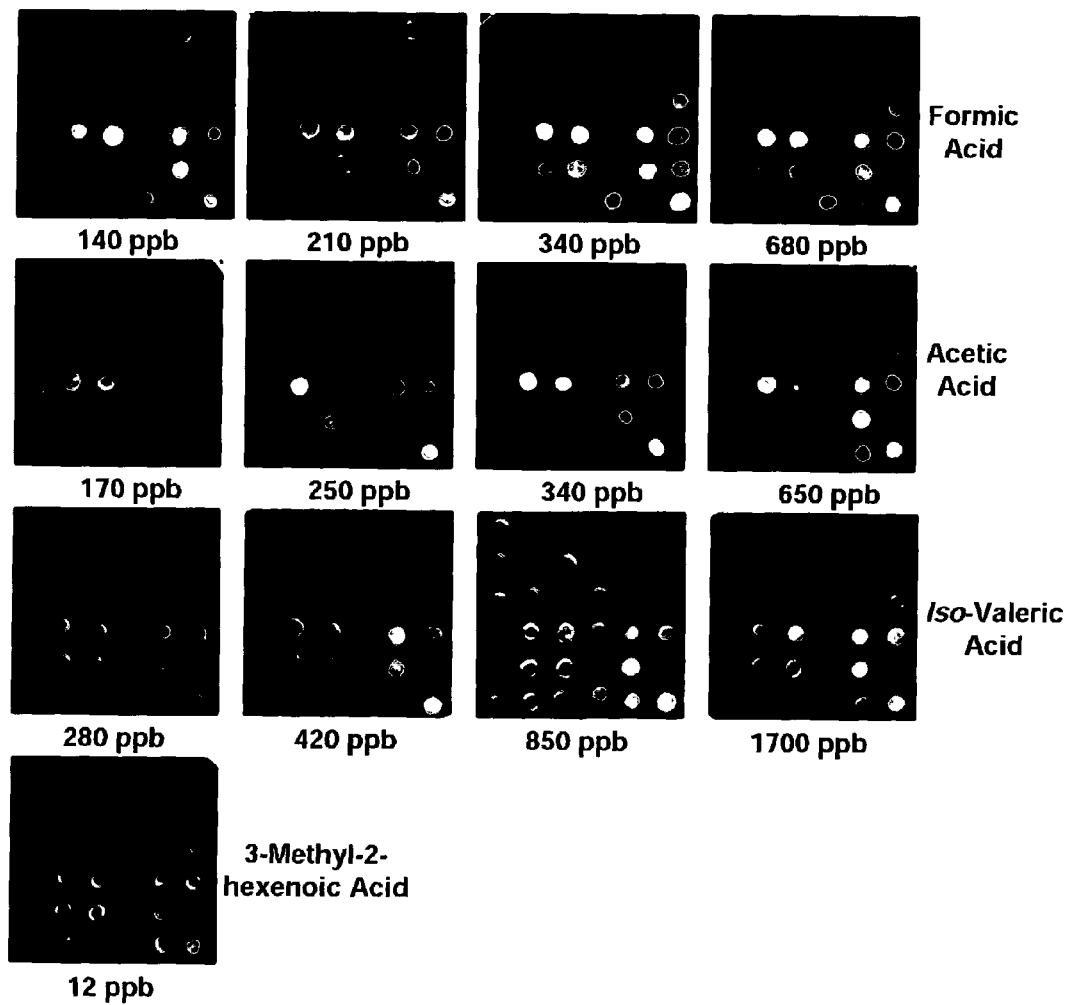 Formic
Acid
140 ppb
210 ppb
340 ppb
680 ppb
Acetic
Acid
170 ppb
250 ppb
340 ppb
650 ppb
Iso-Valeric
Acid
280 ppb
420 ppb
850 ppb
1700 ppb
3-Methyl-2-
hexenoic Acid
12 ppb